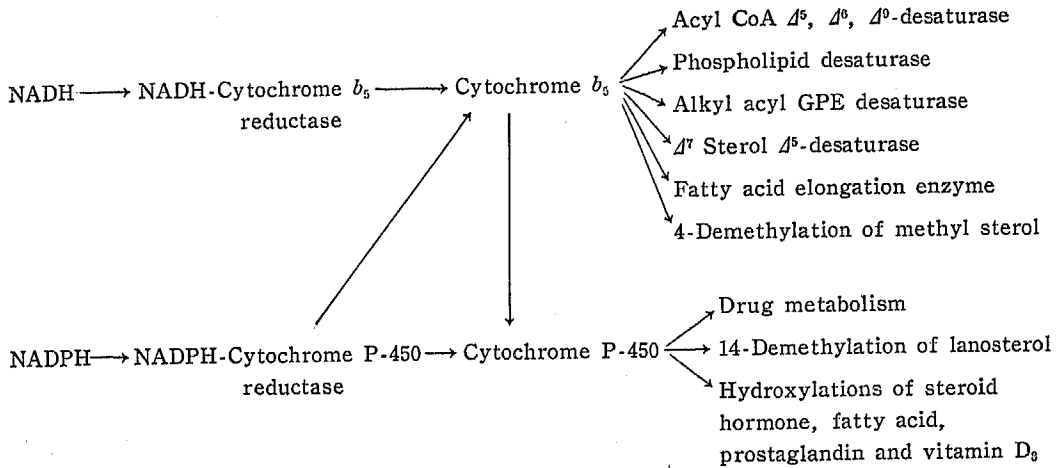 Acyl CoA Δ⁵, Δ⁶, Δ⁹-desaturase
Phospholipid desaturase
NADH → NADH-Cytochrome b₅ → Cytochrome b₅
reductase
Alkyl acyl GPE desaturase
Δ⁷ Sterol Δ⁵-desaturase
Fatty acid elongation enzyme
4-Demethylation of methyl sterol
Drug metabolism
NADPH → NADPH-Cytochrome P-450 → Cytochrome P-450
reductase
14-Demethylation of lanosterol
Hydroxylations of steroid
hormone, fatty acid,
prostaglandin and vitamin D₃